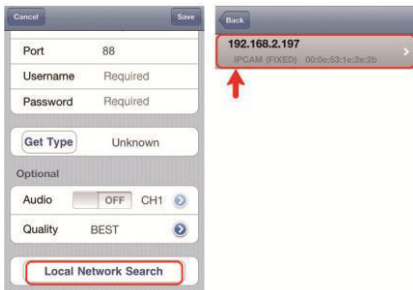 Cancel Save
Port 88
Username Required
Password Required
Get Type Unknown
Optional
Audio OFF CH1
Quality BEST
Local Network Search
Back
192.168.2.197
IPCAM (FIXED) 00:0e:53:1e:2e:2b